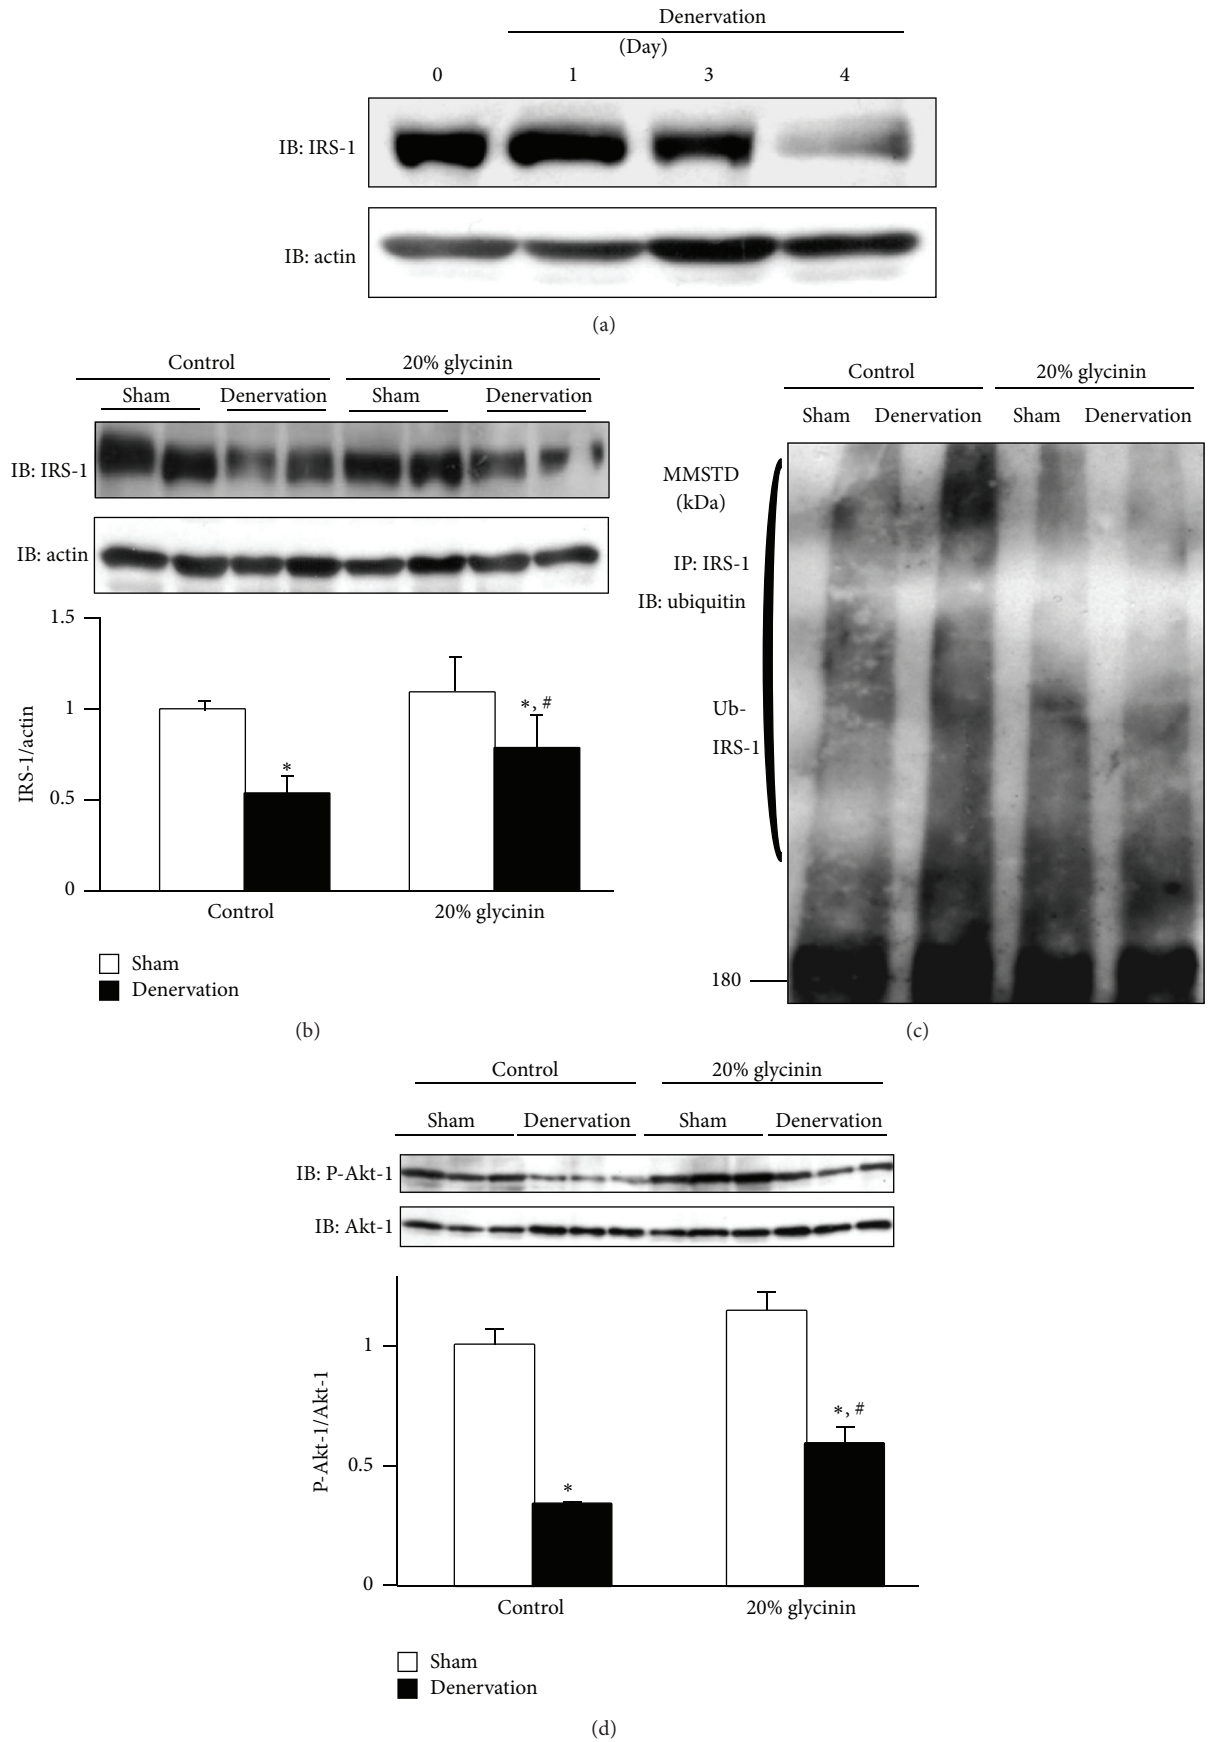 Denervation
(Day)
0 1 3 4
IB: IRS-1
IB: actin
(a)
Control 20% glycinin
Sham Denervation Sham Denervation
IB: IRS-1
IB: actin
1.5
1
0.5
0
IRS-1/actin
*
*, #
Control 20% glycinin
Sham
Denervation
(b)
Control 20% glycinin
Sham Denervation Sham Denervation
MMSTD
(kDa)
IP: IRS-1
IB: ubiquitin
Ub-
IRS-1
180
(c)
Control 20% glycinin
Sham Denervation Sham Denervation
IB: P-Akt-1
IB: Akt-1
1
0.5
0
P-Akt-1/Akt-1
*
*, #
Control 20% glycinin
Sham
Denervation
(d)